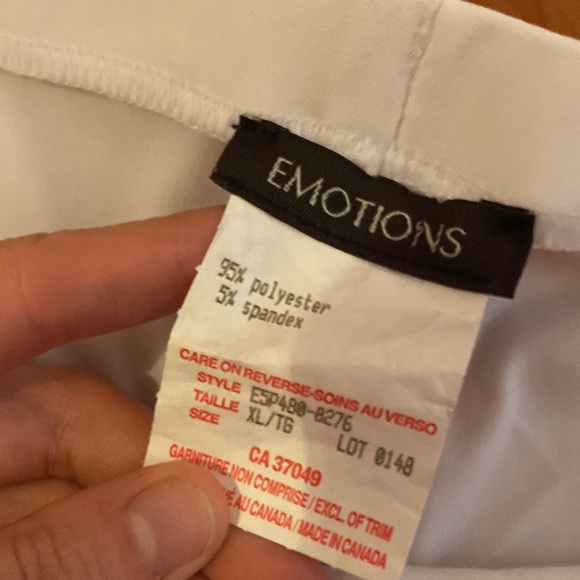 EMOTIONS
95% polyester
5% spandex
CARE ON REVERSE-SOINS AU VERSO
STYLE E5P480-8276
TAILLE
SIZE XL/TG LOT 0148
CA 37049
GARNITURE NON COMPRISE/EXCL. OF TRIM
AU CANADA/MADE IN CANADA